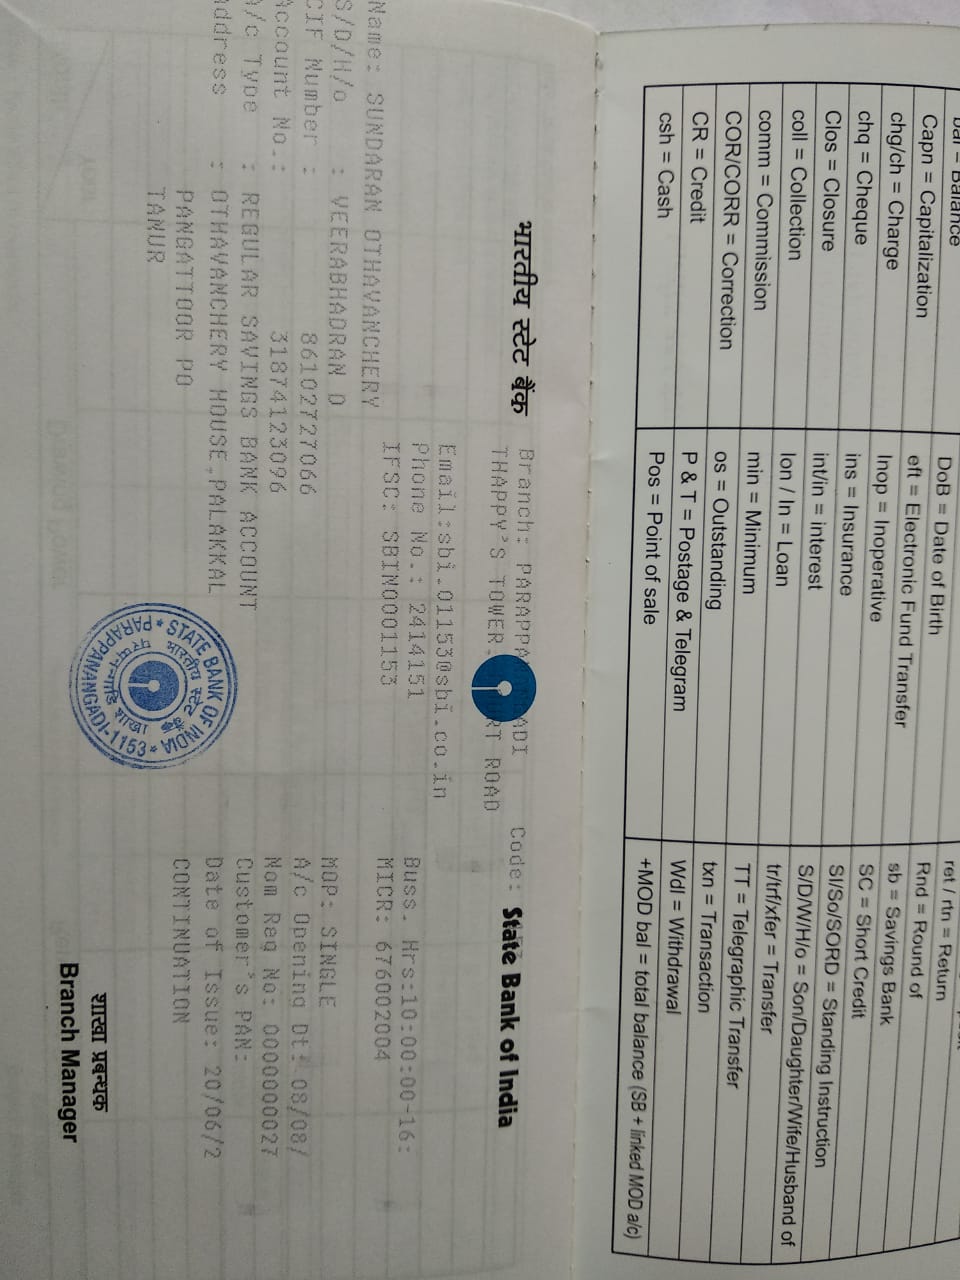 bal = Balance
Capn = Capitalization
chg/ch = Charge
chq = Cheque
Clos = Closure
coll = Collection
comm = Commission
COR/CORR = Correction
CR = Credit
csh = Cash
DoB = Date of Birth
eft = Electronic Fund Transfer
Inop = Inoperative
ins = Insurance
int/in = interest
lon / ln = Loan
min = Minimum
os = Outstanding
P & T = Postage & Telegram
Pos = Point of sale
ret / rtn = Return
Rnd = Round of
sb = Savings Bank
SC = Short Credit
SI/So/SORD = Standing Instruction
S/D/W/H/o = Son/Daughter/Wife/Husband of
tr/trf/xfer = Transfer
TT = Telegraphic Transfer
txn = Transaction
Wdl = Withdrawal
+MOD bal = total balance (SB + linked MOD a/c)
भारतीय स्टेट बैंक
State Bank of India
Branch: Code:
THAPPY'S TOWER ROAD
Email:sbi.01153@sbi.co.in
Phone No.: 2414151 Buss. Hrs:10:00:00-16:
IFSC: SBIN0001153 MICR: 676002004
Name: SUNDARAN OTHAVANCHERY
S/D/H/o : VEERABHADRAN O MOP: SINGLE
CIF Number : 86102727066 A/c Opening Dt: 08/08/
Account No.: 31874123096 Nom Reg No: 0000000027
A/c Type : REGULAR SAVINGS BANK ACCOUNT Customer's PAN:
Address : OTHAVANCHERY HOUSE,PALAKKAL Date of Issue: 20/06/2
PANGATTOOR PO CONTINUATION
TANUR
STATE BANK OF INDIA
PARAPPANANGADI-1153
भारतीय स्टेट बैंक
शाखा
शाखा प्रबन्धक
Branch Manager